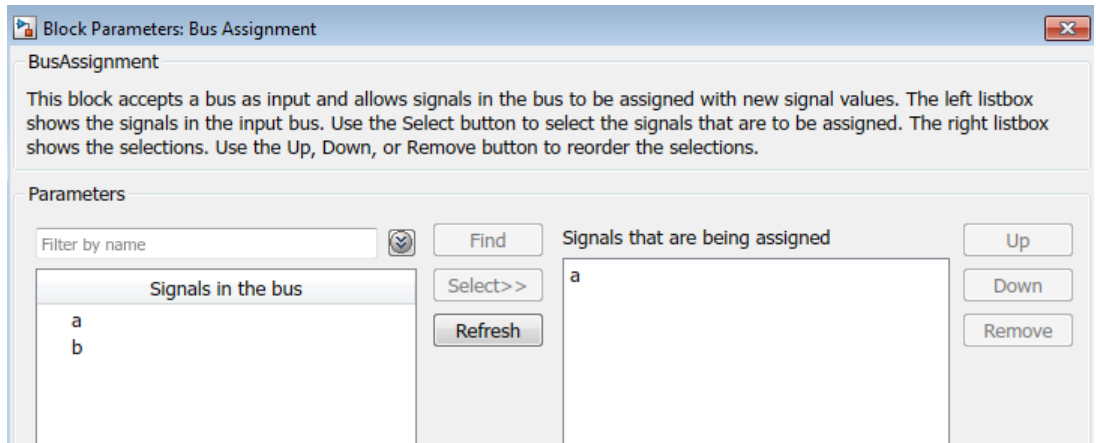 Block Parameters: Bus Assignment
BusAssignment
This block accepts a bus as input and allows signals in the bus to be assigned with new signal values. The left listbox
shows the signals in the input bus. Use the Select button to select the signals that are to be assigned. The right listbox
shows the selections. Use the Up, Down, or Remove button to reorder the selections.
Parameters
Filter by name
Find
Signals that are being assigned
Up
Signals in the bus
Select>>
a
Down
a
Refresh
Remove
b